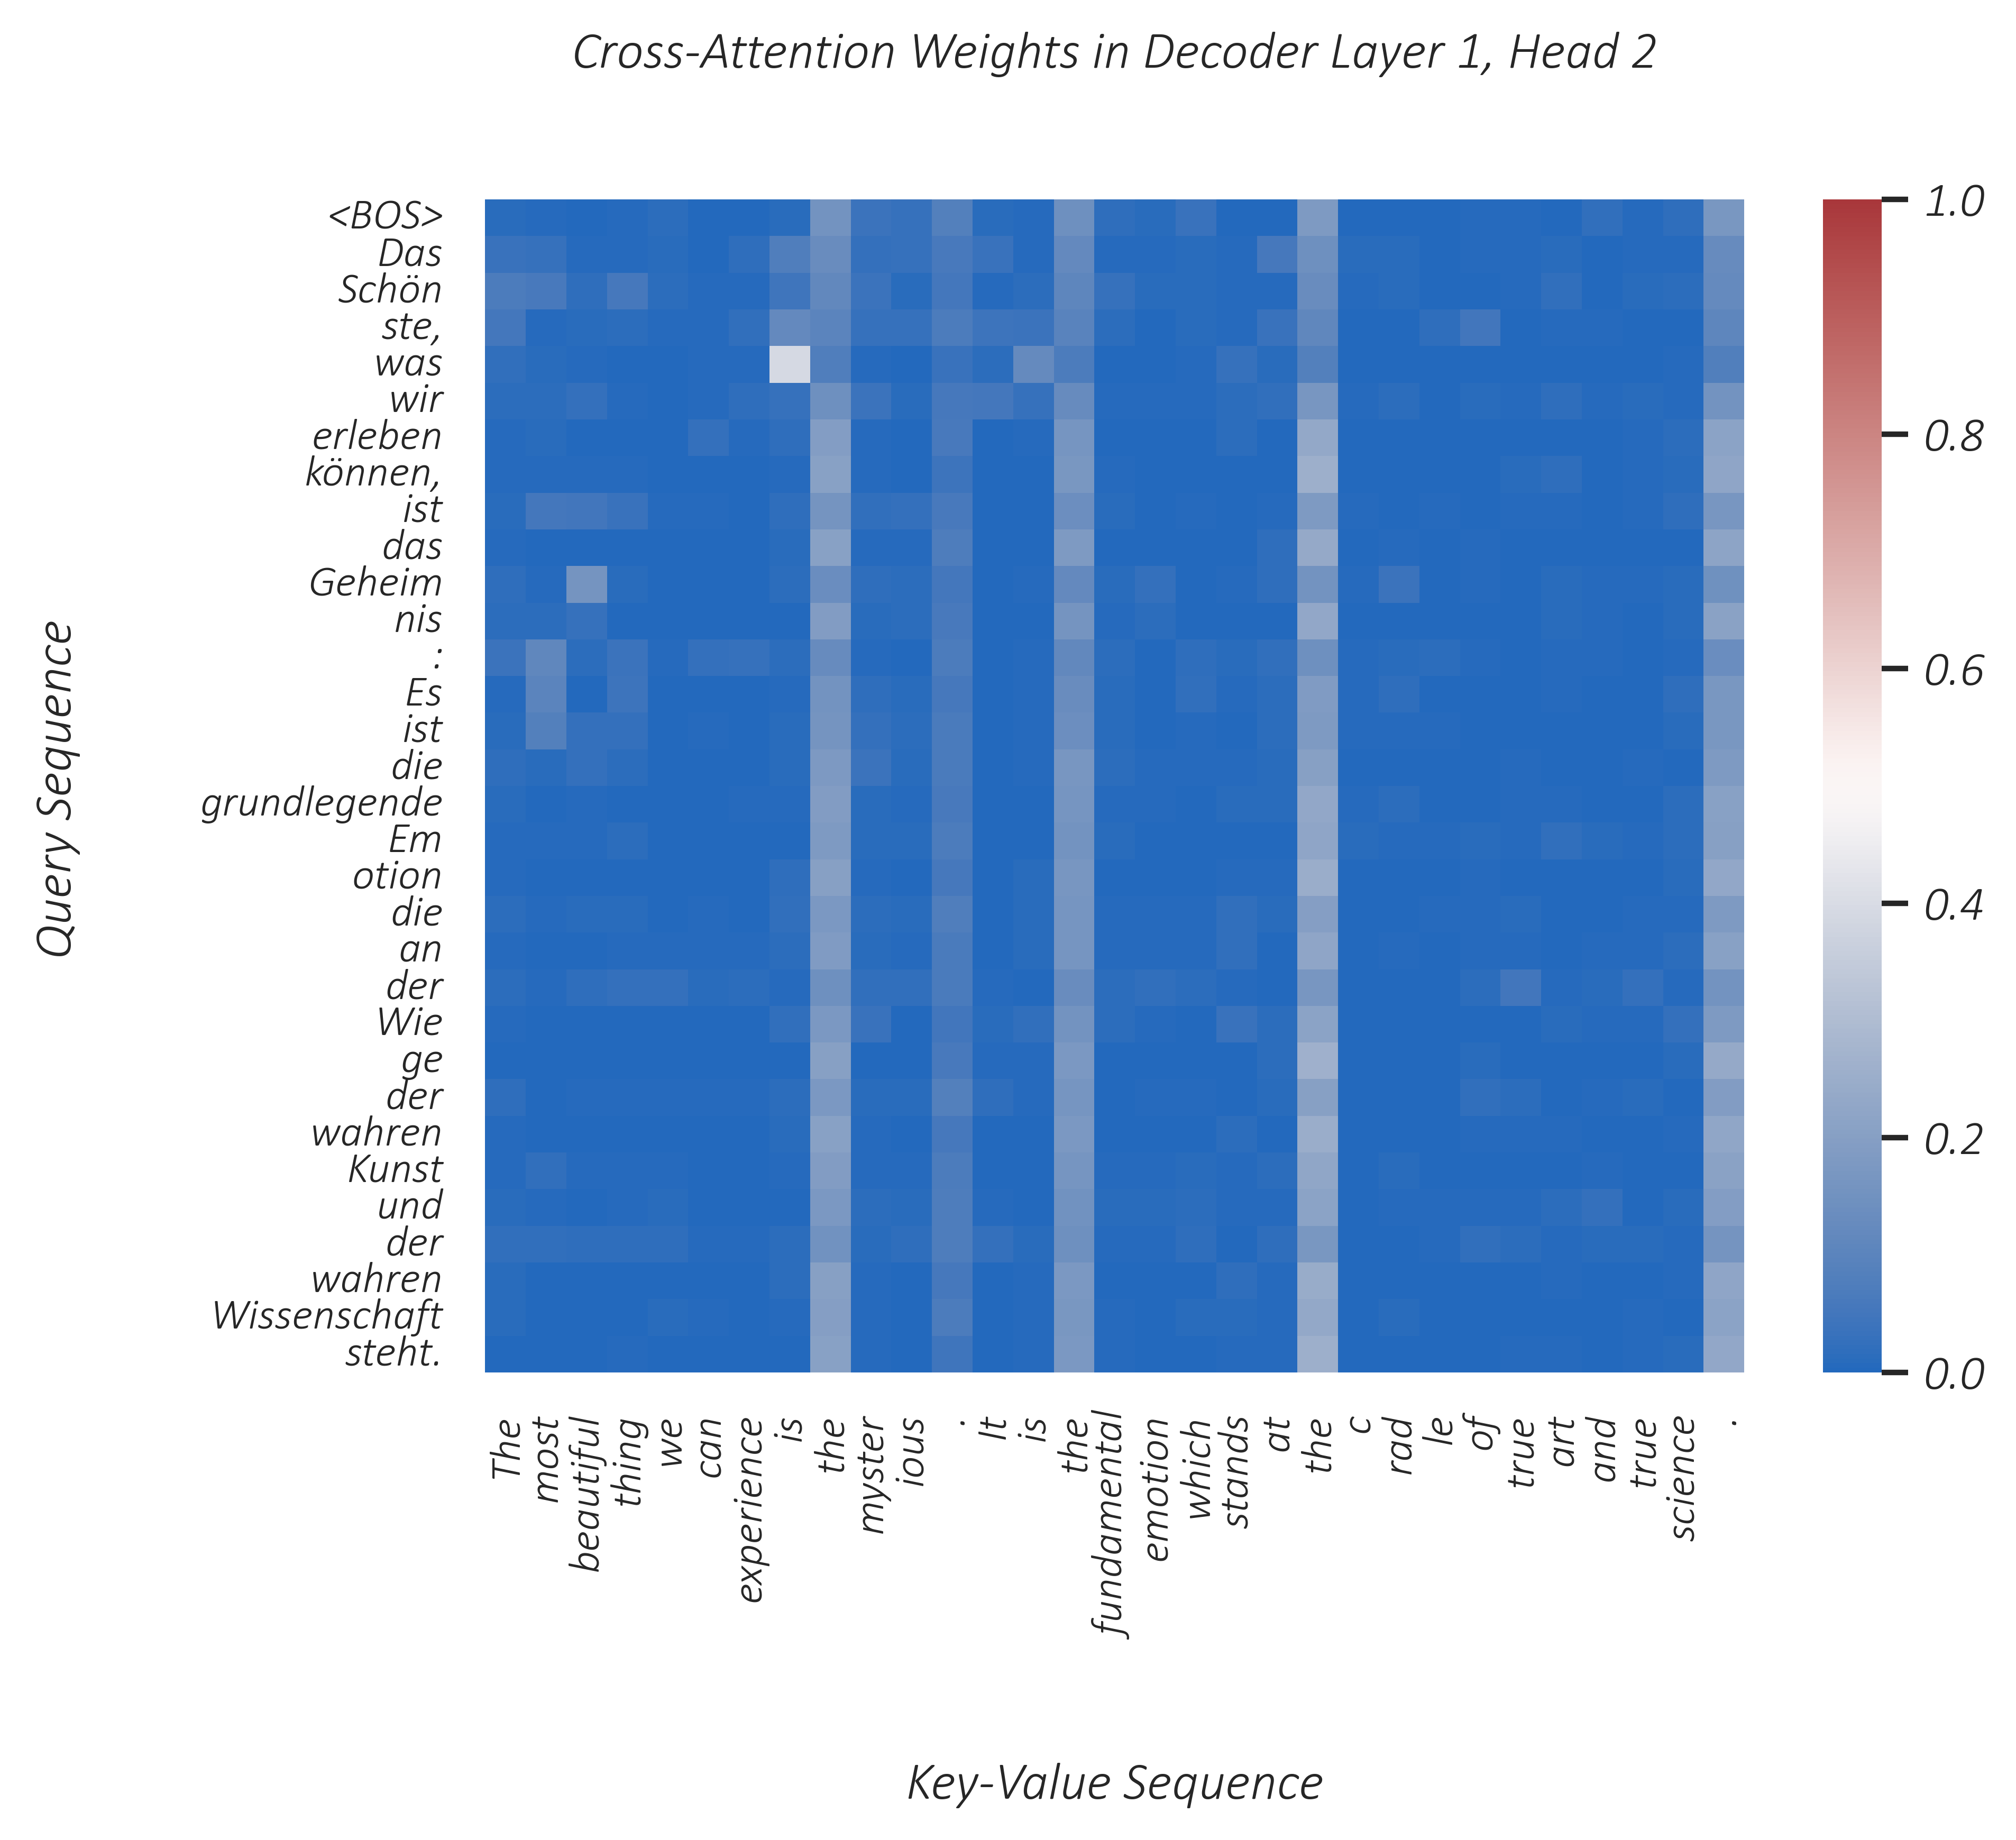 Cross-Attention Weights in Decoder Layer 1, Head 2
Query Sequence
<BOS>
Das
Schön
ste,
was
wir
erleben
können,
ist
das
Geheim
nis
:
Es
ist
die
grundlegende
Em
otion
die
an
der
Wie
ge
der
wahren
Kunst
und
der
wahren
Wissenschaft
steht.
1.0
0.8
0.6
0.4
0.2
0.0
The
most
beautiful
thing
we
can
experience
is
the
myster
ious
.
It
is
the
fundamental
emotion
which
stands
at
the
c
rad
le
of
true
art
and
true
science
.
Key-Value Sequence